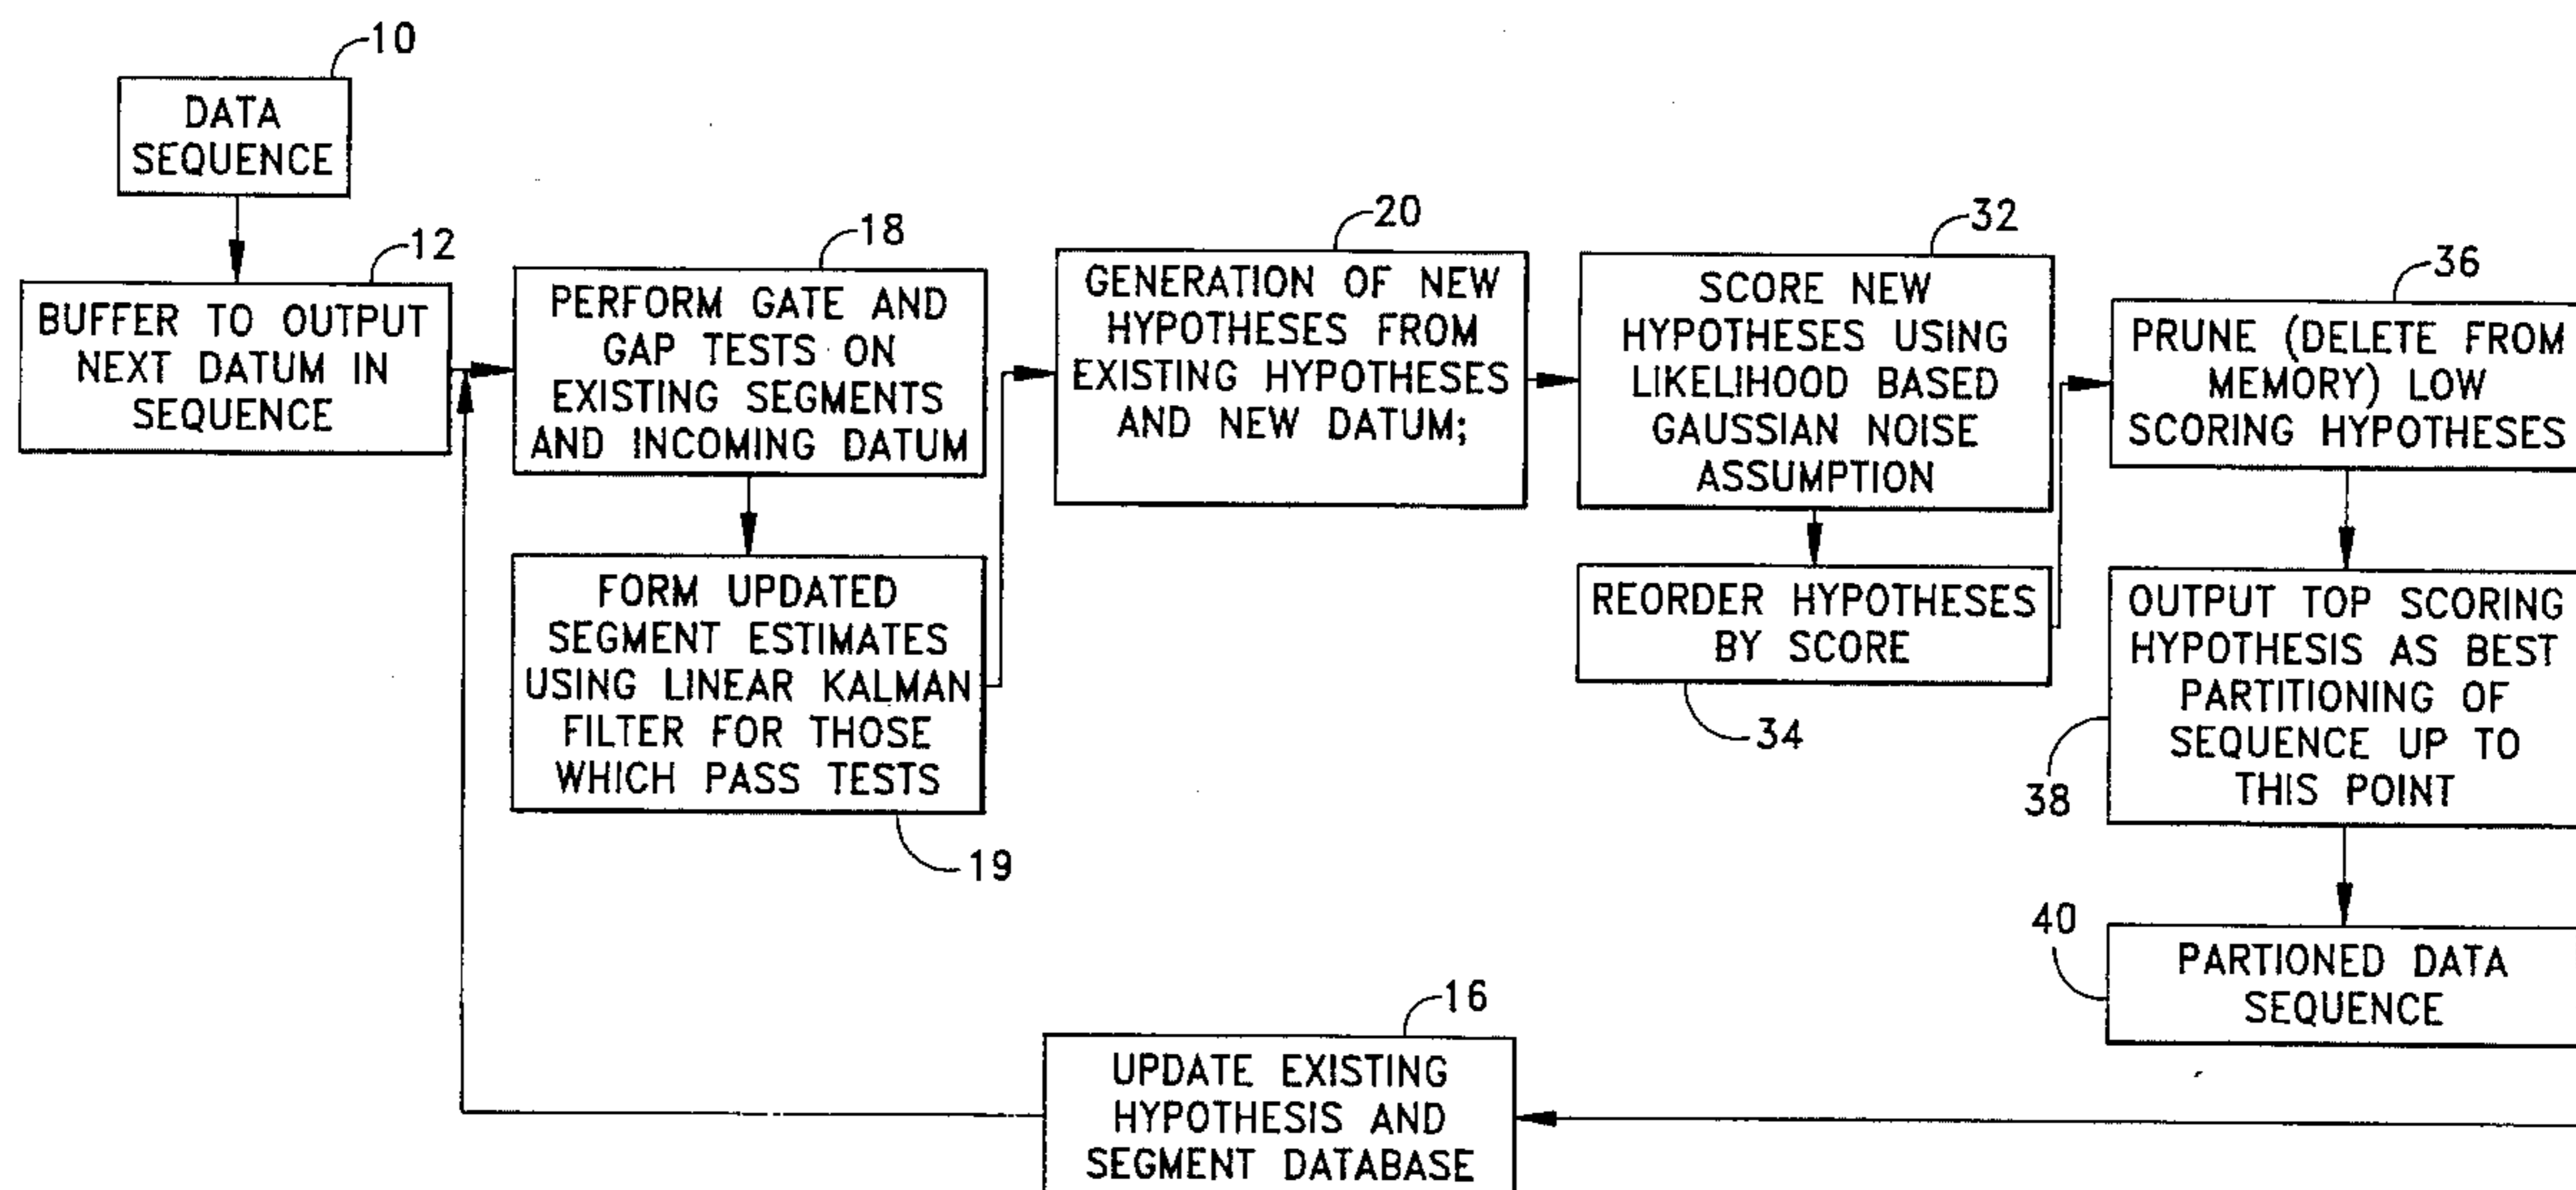 10
DATA
SEQUENCE
12
BUFFER TO OUTPUT
NEXT DATUM IN
SEQUENCE
18
PERFORM GATE AND
GAP TESTS ON
EXISTING SEGMENTS
AND INCOMING DATUM
FORM UPDATED
SEGMENT ESTIMATES
USING LINEAR KALMAN
FILTER FOR THOSE
WHICH PASS TESTS
19
20
GENERATION OF NEW
HYPOTHESES FROM
EXISTING HYPOTHESES
AND NEW DATUM;
32
SCORE NEW
HYPOTHESES USING
LIKELIHOOD BASED
GAUSSIAN NOISE
ASSUMPTION
REORDER HYPOTHESES
BY SCORE
34
36
PRUNE (DELETE FROM
MEMORY) LOW
SCORING HYPOTHESES
OUTPUT TOP SCORING
HYPOTHESIS AS BEST
PARTITIONING OF
SEQUENCE UP TO
THIS POINT
38
40
PARTIONED DATA
SEQUENCE
16
UPDATE EXISTING
HYPOTHESIS AND
SEGMENT DATABASE